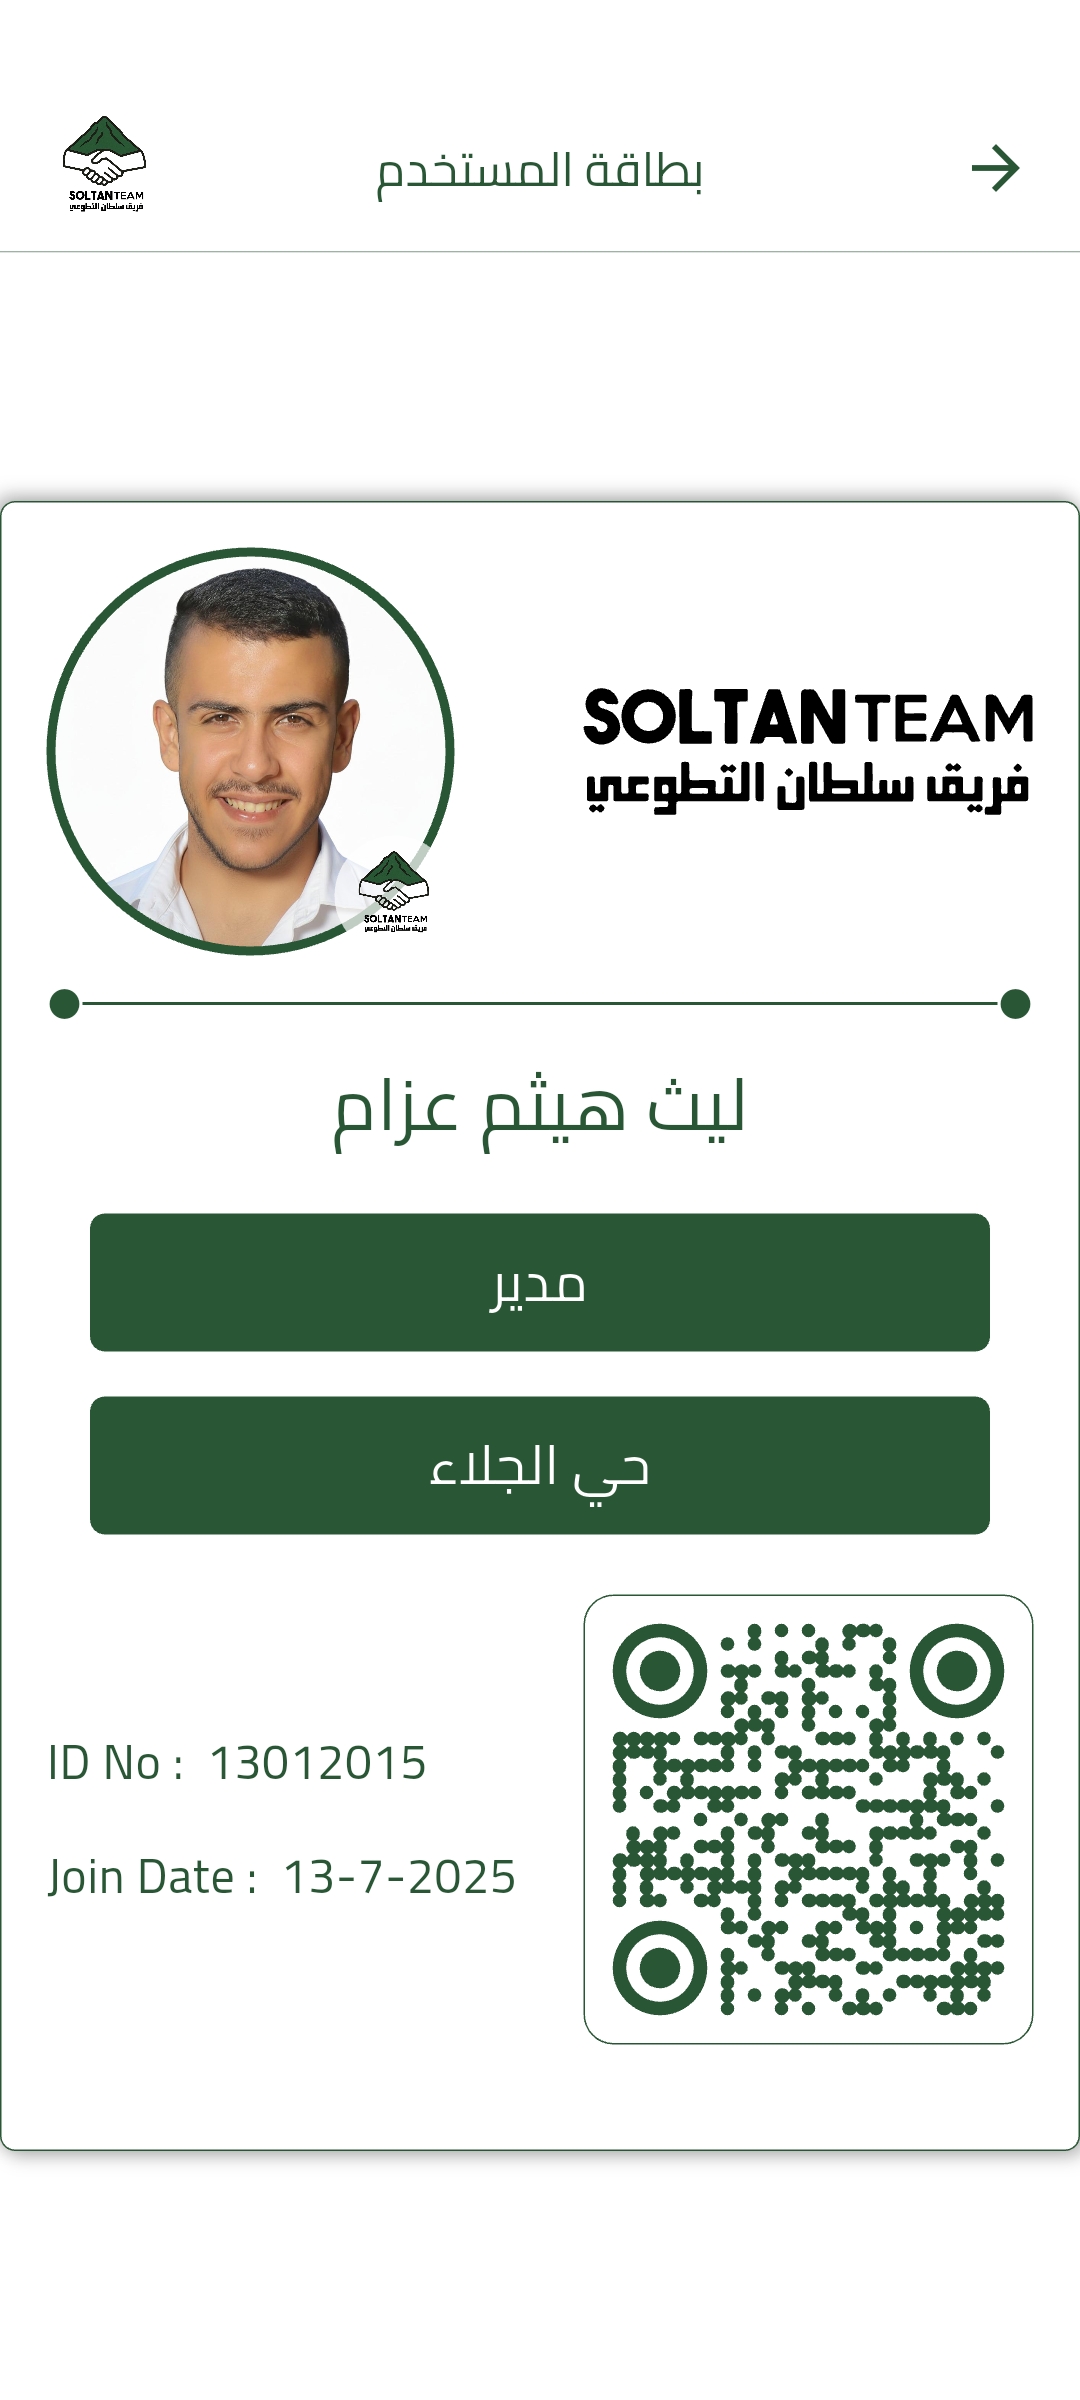 بطاقة المستخدم
SOLTANTEAM
فريق سلطان التطوعي
SOLTANTEAM
فريق سلطان التطوعي
SOLTANTEAM
فريق سلطان التطوعي
ليث هيثم عزام
مدير
حي الجلاء
ID No : 13012015
Join Date : 13-7-2025